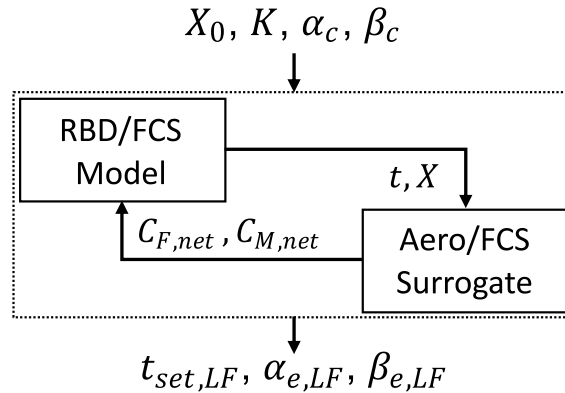 X₀, K, α_c, β_c
RBD/FCS
Model
t, X
C_{F,net} , C_{M,net}
Aero/FCS
Surrogate
t_{set,LF}, α_{e,LF}, β_{e,LF}